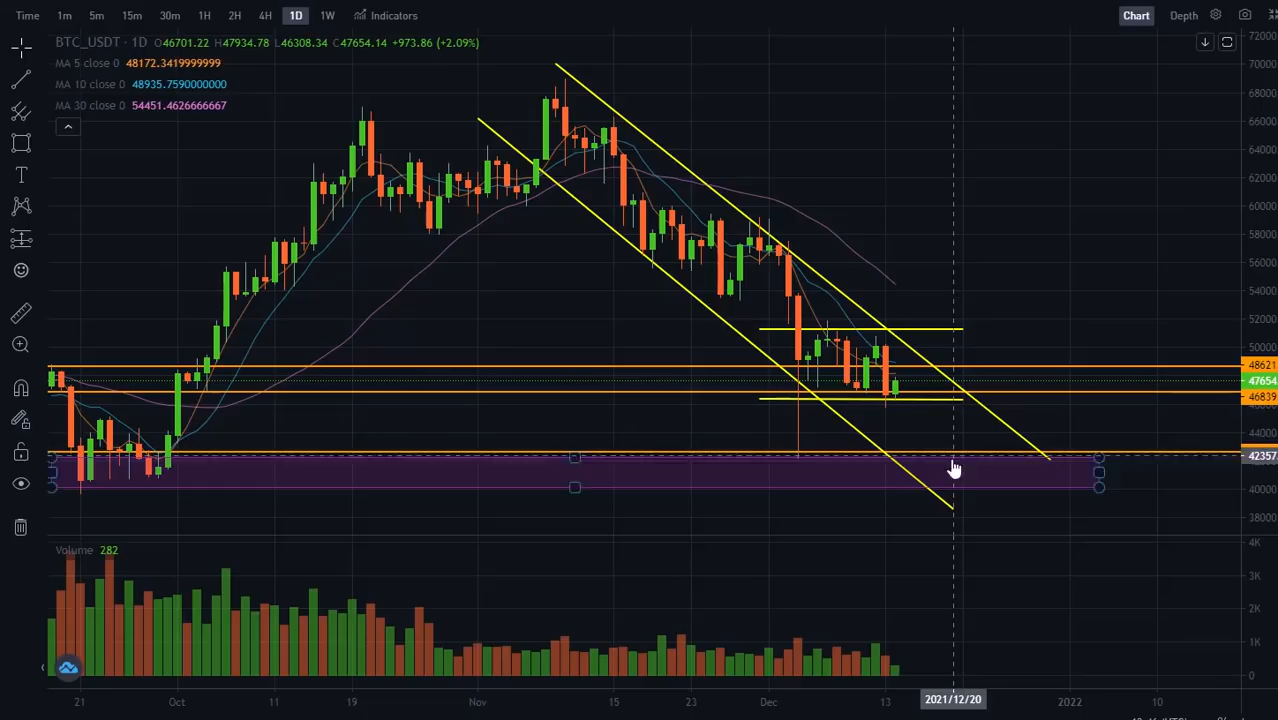 Time 1m 5m 15m 30m 1H 2H 4H 1D 1W Indicators Chart Depth
BTC_USDT · 1D O46701.22 H47934.78 L46308.34 C47654.14 +973.86 (+2.09%)
MA 5 close 0 48172.3419999999
MA 10 close 0 48935.7590000000
MA 30 close 0 54451.4626666667
72000
70000
68000
66000
64000
62000
60000
58000
56000
54000
52000
50000
48621
47654
46839
44000
42357
40000
38000
Volume 282
4K
3K
2K
1K
0
21 Oct 11 19 Nov 15 23 Dec 13 2021/12/20 2022 10